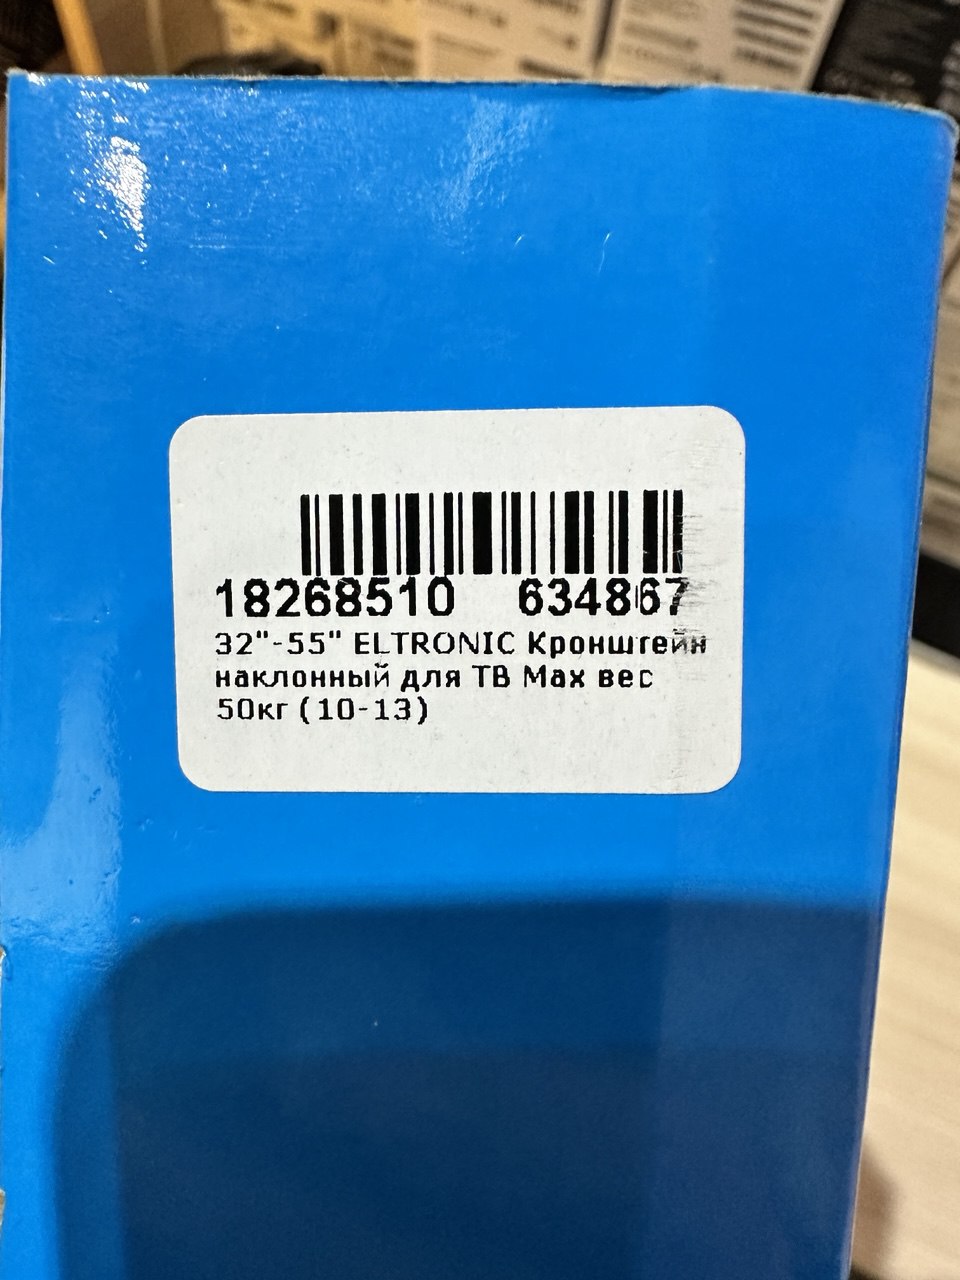 18268510 634867
32"-55" ELTRONIC Кронштейн
наклонный для ТВ Max вес
50кг (10-13)